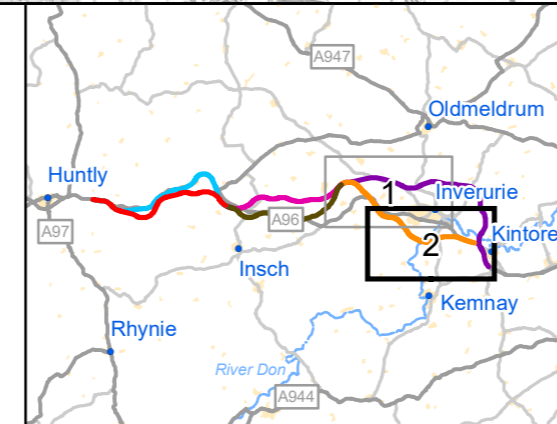 A947
Oldmeldrum
Huntly
1
Inverurie
A96
A97
2
Kintore
Insch
Kemnay
Rhynie
River Don
A944